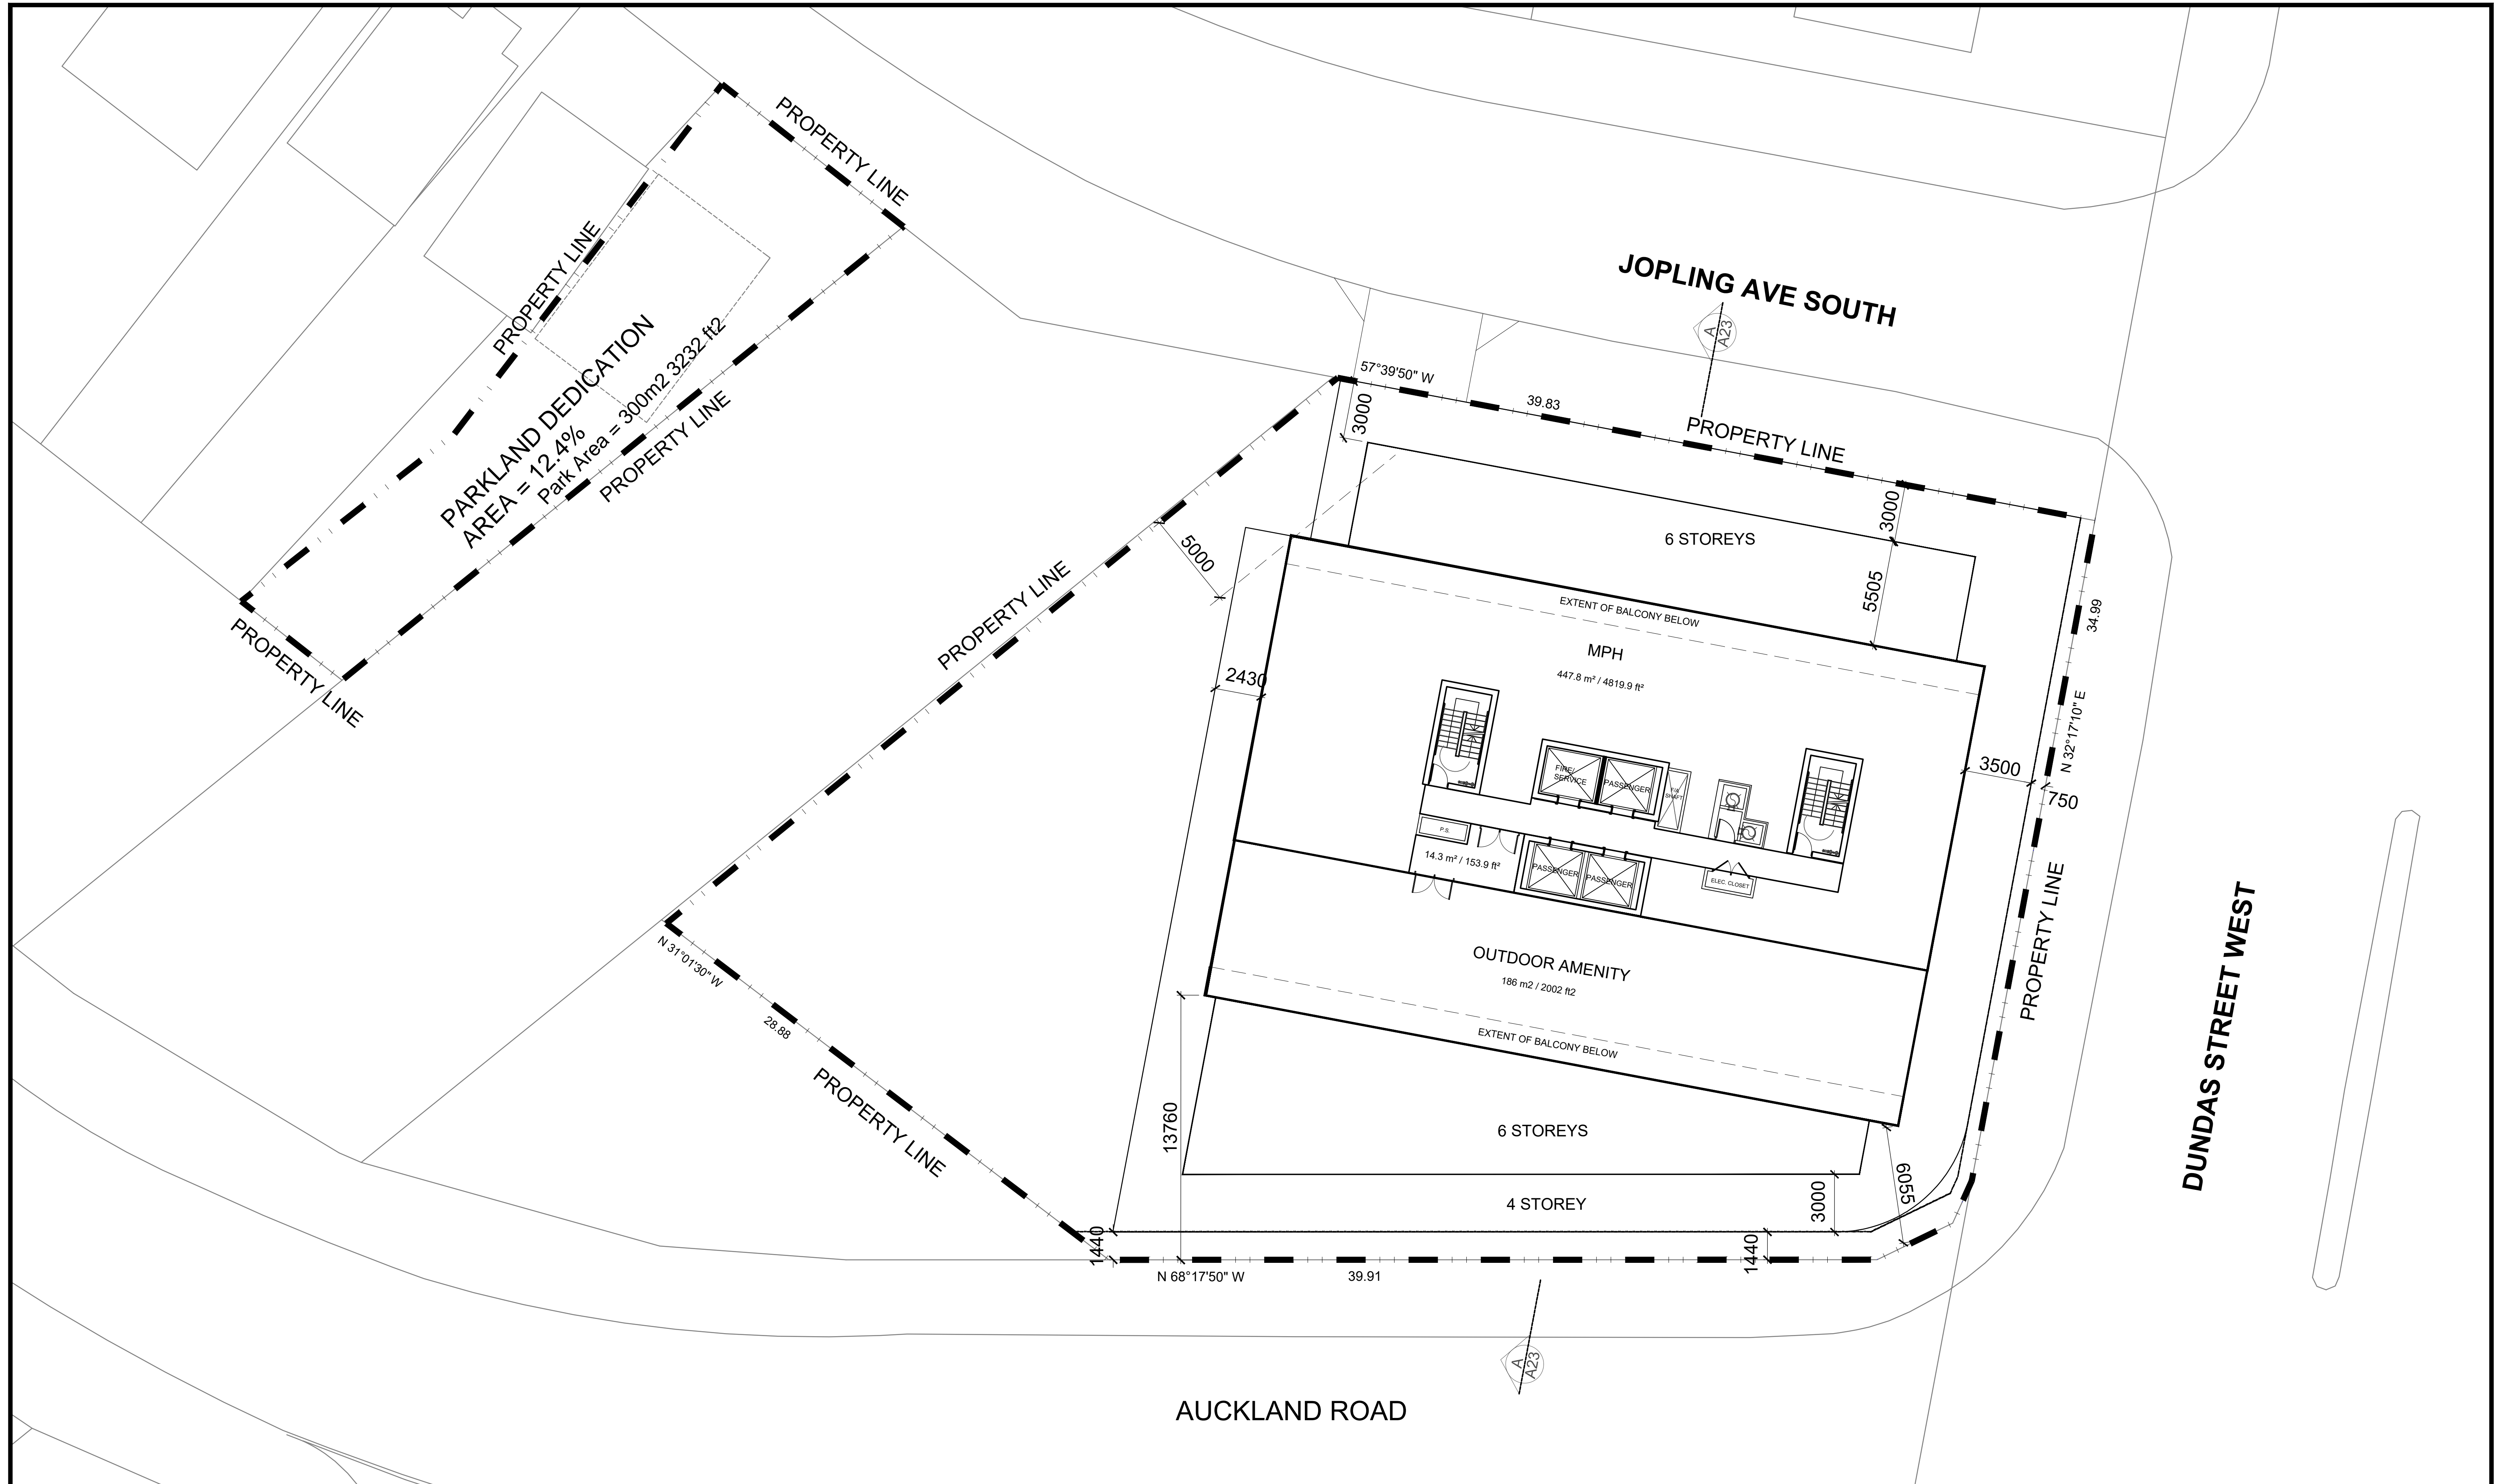 PROPERTY LINE
PROPERTY LINE
PARKLAND DEDICATION
AREA = 12.4%
Park Area = 300m2 3232 ft2
PROPERTY LINE
PROPERTY LINE
JOPLING AVE SOUTH
A
A23
57°39'50" W
39.83
PROPERTY LINE
3000
3000
6 STOREYS
5505
5000
PROPERTY LINE
EXTENT OF BALCONY BELOW
MPH
447.8 m² / 4819.9 ft²
2430
34.99
N 32°17'10" E
3500
750
FIRE/
SERVICE
PASSENGER
SHAFT
P.S.
14.3 m² / 153.9 ft²
PASSENGER
PASSENGER
ELEC. CLOSET
PROPERTY LINE
DUNDAS STREET WEST
N 31°01'30" W
28.88
PROPERTY LINE
OUTDOOR AMENITY
186 m2 / 2002 ft2
EXTENT OF BALCONY BELOW
13760
6 STOREYS
6055
4 STOREY
3000
1440
1440
N 68°17'50" W
39.91
A
A23
AUCKLAND ROAD